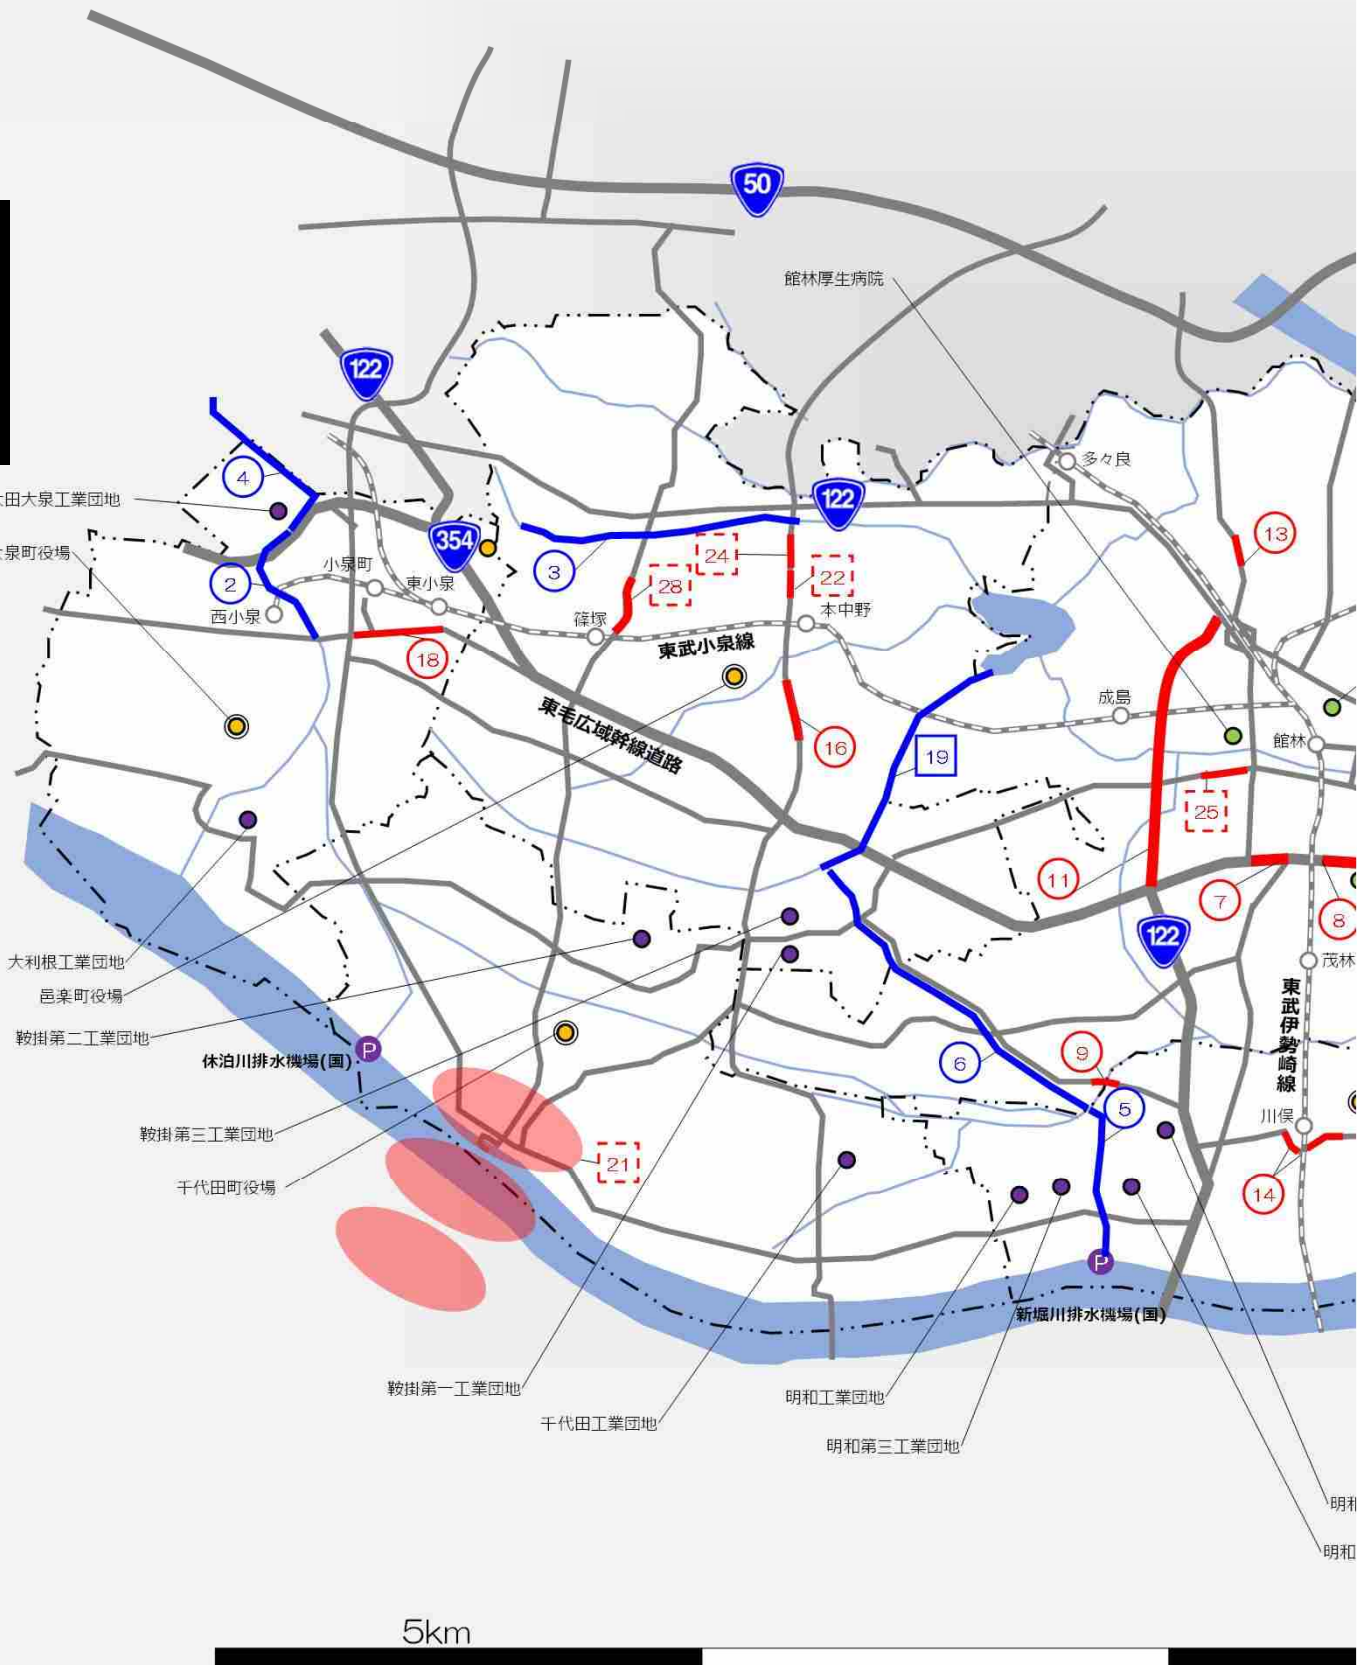 50
館林厚生病院
122
4
多々良
太田大泉工業団地
122
13
354
大泉町役場
小泉町
東小泉
3
24
2
28
22
西小泉
篠塚
本中野
東武小泉線
18
成島
東毛広域幹線道路
16
19
館林
25
11
7
8
122
大利根工業団地
茂林
邑楽町役場
東武伊勢崎線
鞍掛第二工業団地
休泊川排水機場(国)
P
6
9
5
川俣
鞍掛第三工業団地
21
千代田町役場
14
P
新堀川排水機場(国)
鞍掛第一工業団地
明和工業団地
千代田工業団地
明和第三工業団地
明和
明和
5km